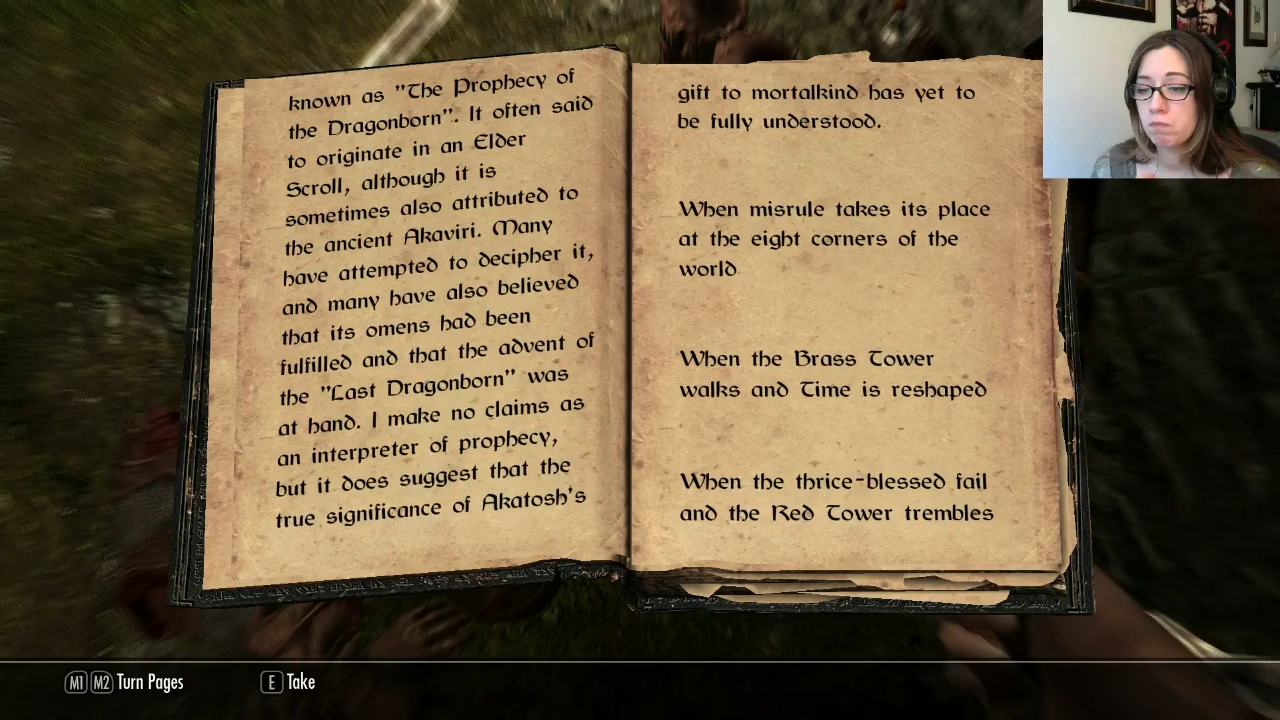 known as "The Prophecy of
the Dragonborn". It often said
to originate in an Elder
Scroll, although it is
sometimes also attributed to
the ancient Akaviri. Many
have attempted to decipher it,
and many have also believed
that its omens had been
fulfilled and that the advent of
the "Last Dragonborn" was
at hand. I make no claims as
an interpreter of prophecy,
but it does suggest that the
true significance of Akatosh's
gift to mortalkind has yet to
be fully understood.
When misrule takes its place
at the eight corners of the
world
When the Brass Tower
walks and Time is reshaped
When the thrice-blessed fail
and the Red Tower trembles
M1 M2 Turn Pages
E Take